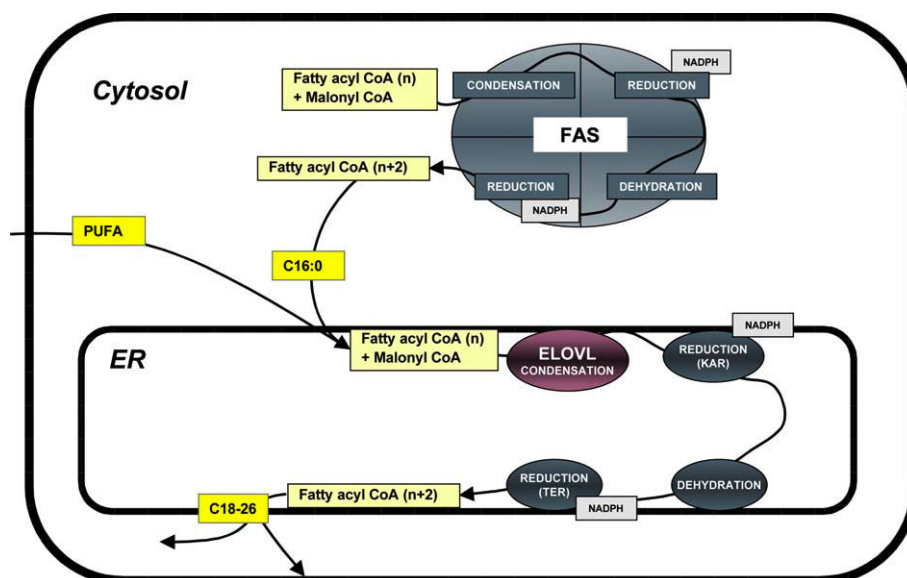 Cytosol
Fatty acyl CoA (n)
+ Malonyl CoA
CONDENSATION
REDUCTION
NADPH
FAS
Fatty acyl CoA (n+2)
REDUCTION
NADPH
DEHYDRATION
PUFA
C16:0
ER
Fatty acyl CoA (n)
+ Malonyl CoA
ELOVL
CONDENSATION
REDUCTION
(KAR)
NADPH
C18-26
Fatty acyl CoA (n+2)
REDUCTION
(TER)
NADPH
DEHYDRATION